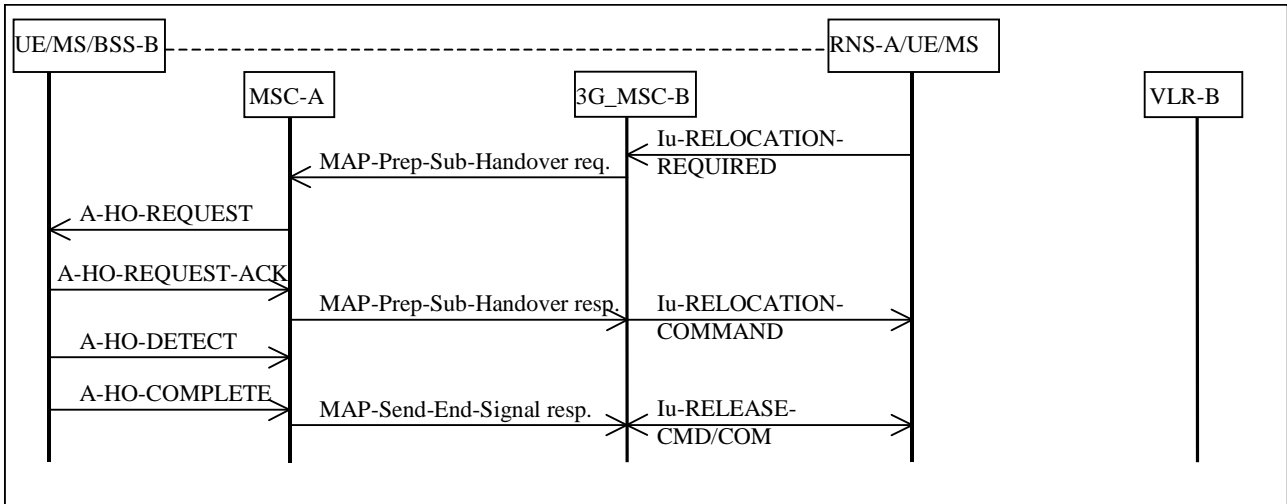 UE/MS/BSS-B
RNS-A/UE/MS
MSC-A
3G_MSC-B
VLR-B
Iu-RELOCATION-
REQUIRED
MAP-Prep-Sub-Handover req.
A-HO-REQUEST
A-HO-REQUEST-ACK
MAP-Prep-Sub-Handover resp.
Iu-RELOCATION-
COMMAND
A-HO-DETECT
A-HO-COMPLETE
MAP-Send-End-Signal resp.
Iu-RELEASE-
CMD/COM